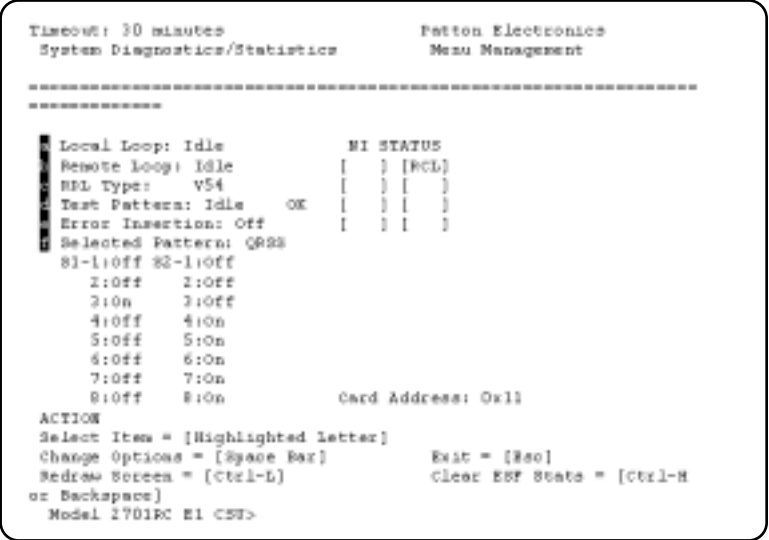 Timeout: 30 minutes Patton Electronics
System Diagnostics/Statistics Menu Management
==================================================================
=============
a Local Loop: Idle NI STATUS
b Remote Loop: Idle [ ] [RCL]
c RDL Type: V54 [ ] [ ]
d Test Pattern: Idle OK [ ] [ ]
e Error Insertion: Off [ ] [ ]
f Selected Pattern: QRSS
S1-1:Off S2-1:Off
2:Off 2:Off
3:On 3:Off
4:Off 4:On
5:Off 5:On
6:Off 6:On
7:Off 7:On
8:Off 8:On Card Address: 0x11
ACTION
Select Item = [Highlighted Letter]
Change Options = [Space Bar] Exit = [Esc]
Redraw Screen = [Ctrl-L] Clear ESF Stats = [Ctrl-H
or Backspace]
Model 2701RC E1 CSU>